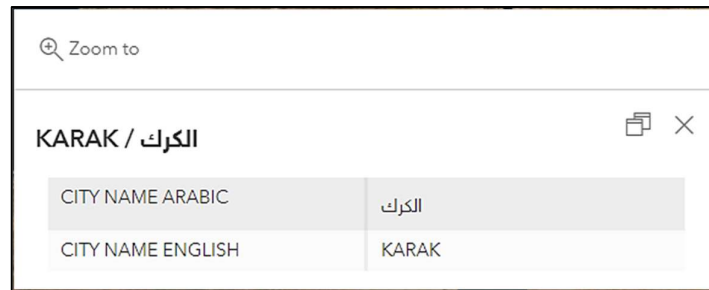 Zoom to
KARAK / الكرك
CITY NAME ARABIC الكرك
CITY NAME ENGLISH KARAK